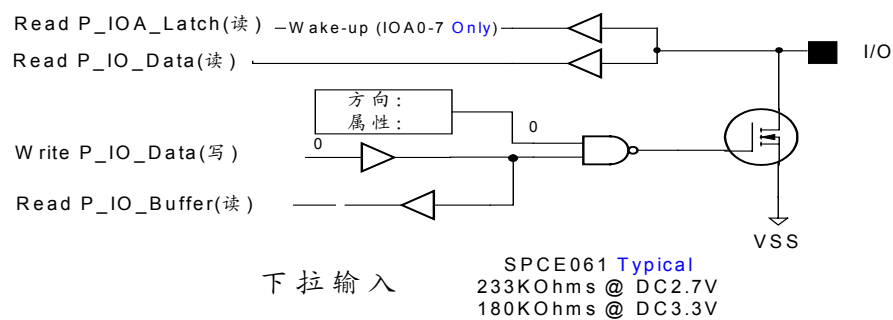 Read P_IOA_Latch(读)
Wake-up (IOA0-7 Only)
I/O
Read P_IO_Data(读)
方向:
属性:
0
0
Write P_IO_Data(写)
Read P_IO_Buffer(读)
VSS
下拉输入
SPCE061 Typical
233KOhms @ DC2.7V
180KOhms @ DC3.3V